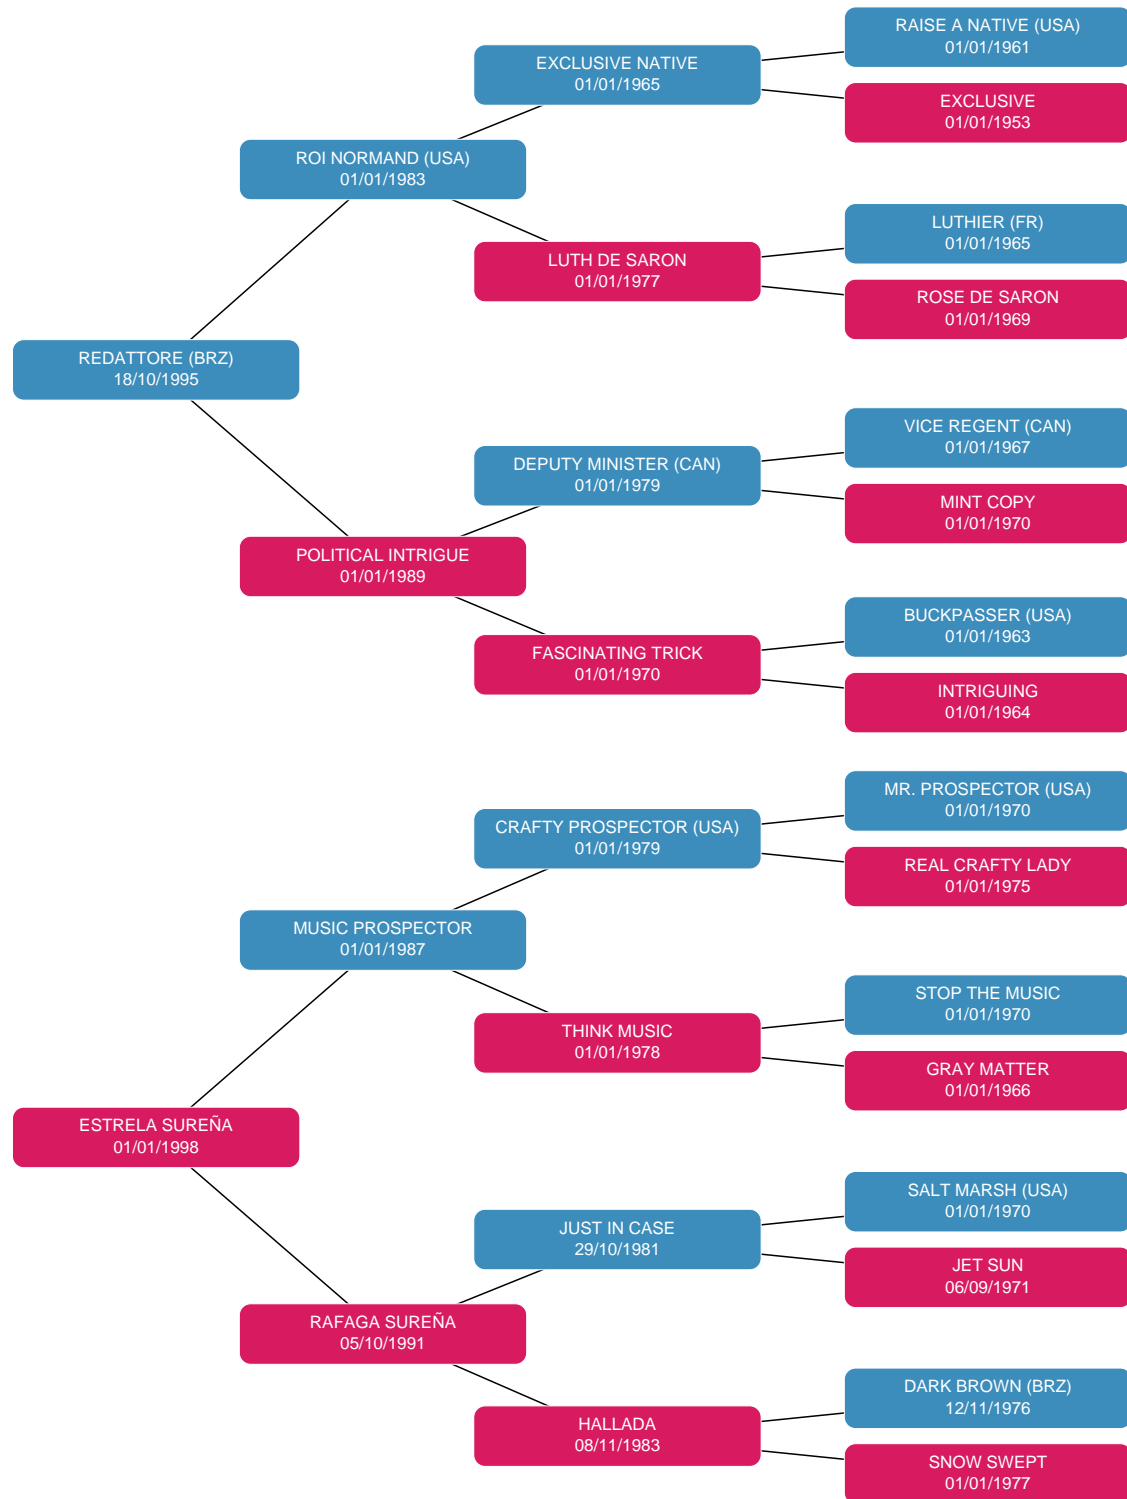 RAISE A NATIVE (USA)
01/01/1961
EXCLUSIVE NATIVE
01/01/1965
EXCLUSIVE
01/01/1953
ROI NORMAND (USA)
01/01/1983
LUTHIER (FR)
01/01/1965
LUTH DE SARON
01/01/1977
ROSE DE SARON
01/01/1969
REDATTORE (BRZ)
18/10/1995
VICE REGENT (CAN)
01/01/1967
DEPUTY MINISTER (CAN)
01/01/1979
MINT COPY
01/01/1970
POLITICAL INTRIGUE
01/01/1989
BUCKPASSER (USA)
01/01/1963
FASCINATING TRICK
01/01/1970
INTRIGUING
01/01/1964
MR. PROSPECTOR (USA)
01/01/1970
CRAFTY PROSPECTOR (USA)
01/01/1979
REAL CRAFTY LADY
01/01/1975
MUSIC PROSPECTOR
01/01/1987
STOP THE MUSIC
01/01/1970
THINK MUSIC
01/01/1978
GRAY MATTER
01/01/1966
ESTRELA SUREÑA
01/01/1998
SALT MARSH (USA)
01/01/1970
JUST IN CASE
29/10/1981
JET SUN
06/09/1971
RAFAGA SUREÑA
05/10/1991
DARK BROWN (BRZ)
12/11/1976
HALLADA
08/11/1983
SNOW SWEPT
01/01/1977